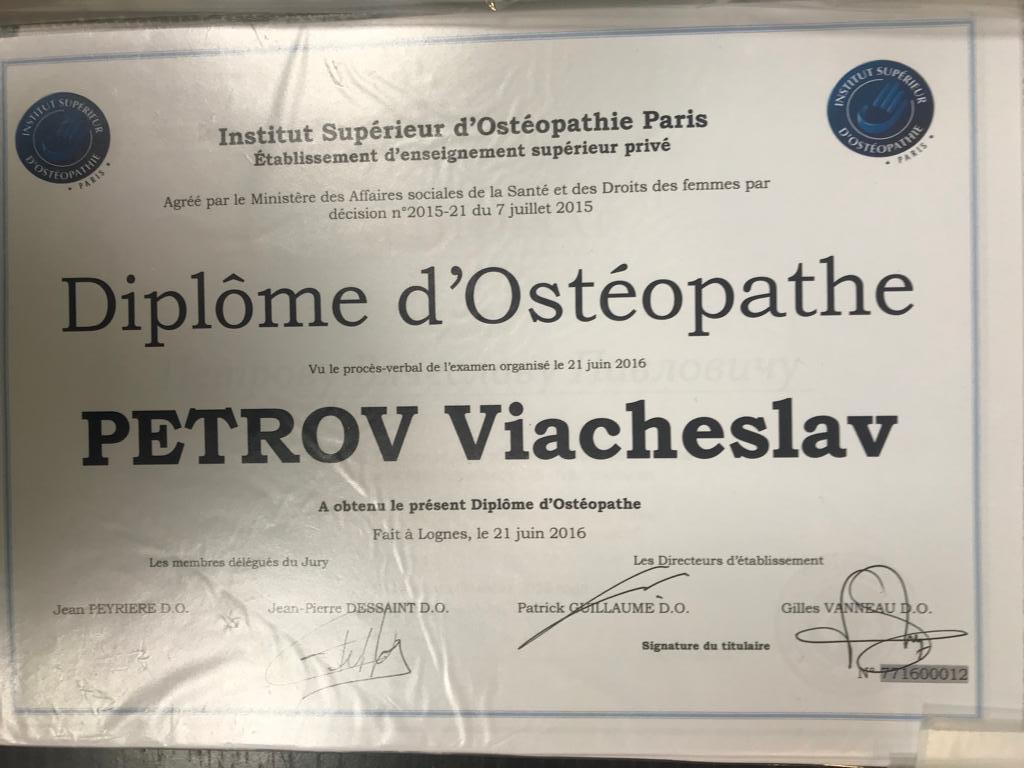 INSTITUT SUPÉRIEUR D'OSTÉOPATHIE
• PARIS •
INSTITUT SUPÉRIEUR D'OSTÉOPATHIE
• PARIS •
Institut Supérieur d'Ostéopathie Paris
Établissement d'enseignement supérieur privé
Agréé par le Ministère des Affaires sociales de la Santé et des Droits des femmes par
décision n°2015-21 du 7 juillet 2015
Diplôme d'Ostéopathe
Vu le procès-verbal de l'examen organisé le 21 juin 2016
PETROV Viacheslav
A obtenu le présent Diplôme d'Ostéopathe
Fait à Lognes, le 21 juin 2016
Les membres délégués du Jury
Les Directeurs d'établissement
Jean PEYRIERE D.O.
Jean-Pierre DESSAINT D.O.
Patrick GUILLAUME D.O.
Gilles VANNEAU D.O.
Signature du titulaire
N° 771600012